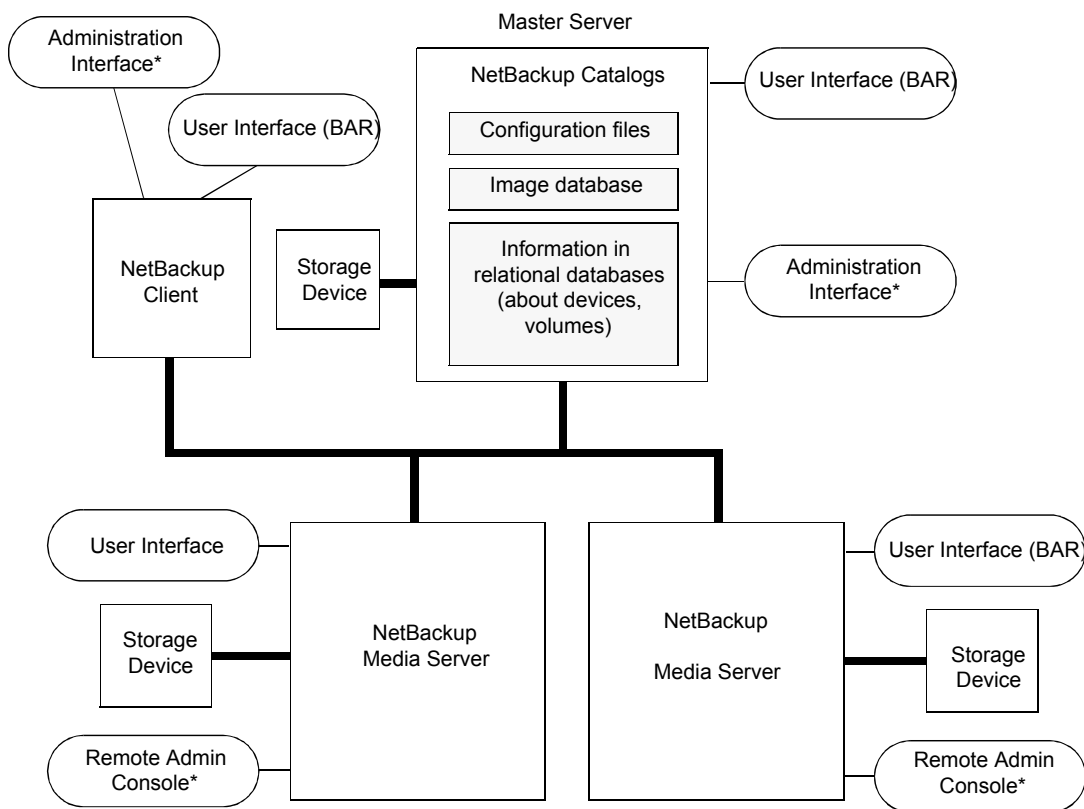 Master Server
Administration
Interface*
NetBackup Catalogs
User Interface (BAR)
User Interface (BAR)
Configuration files
Image database
NetBackup
Client
Storage
Device
Information in
relational databases
(about devices,
volumes)
Administration
Interface*
User Interface
User Interface (BAR)
Storage
Device
NetBackup
Media Server
NetBackup
Media Server
Storage
Device
Remote Admin
Console*
Remote Admin
Console*